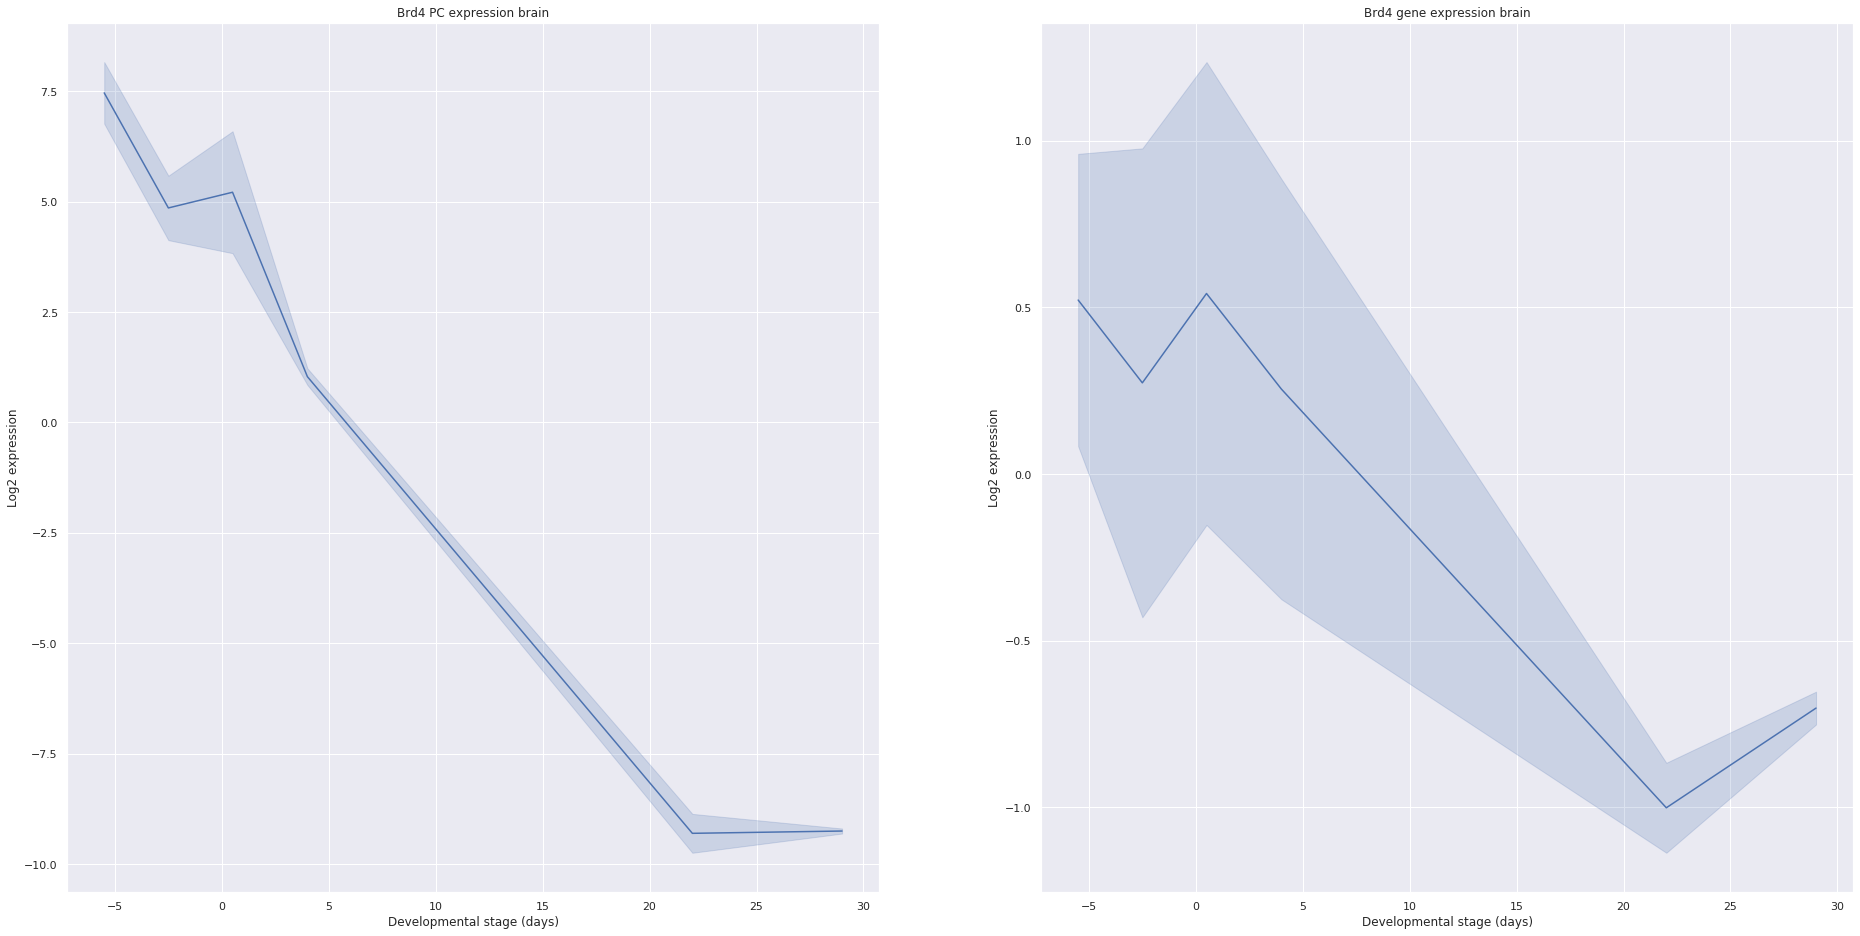 Brd4 PC expression brain
Log2 expression
7.5
5.0
2.5
0.0
−2.5
−5.0
−7.5
−10.0
−5 0 5 10 15 20 25 30
Developmental stage (days)
Brd4 gene expression brain
Log2 expression
1.0
0.5
0.0
−0.5
−1.0
−5 0 5 10 15 20 25 30
Developmental stage (days)